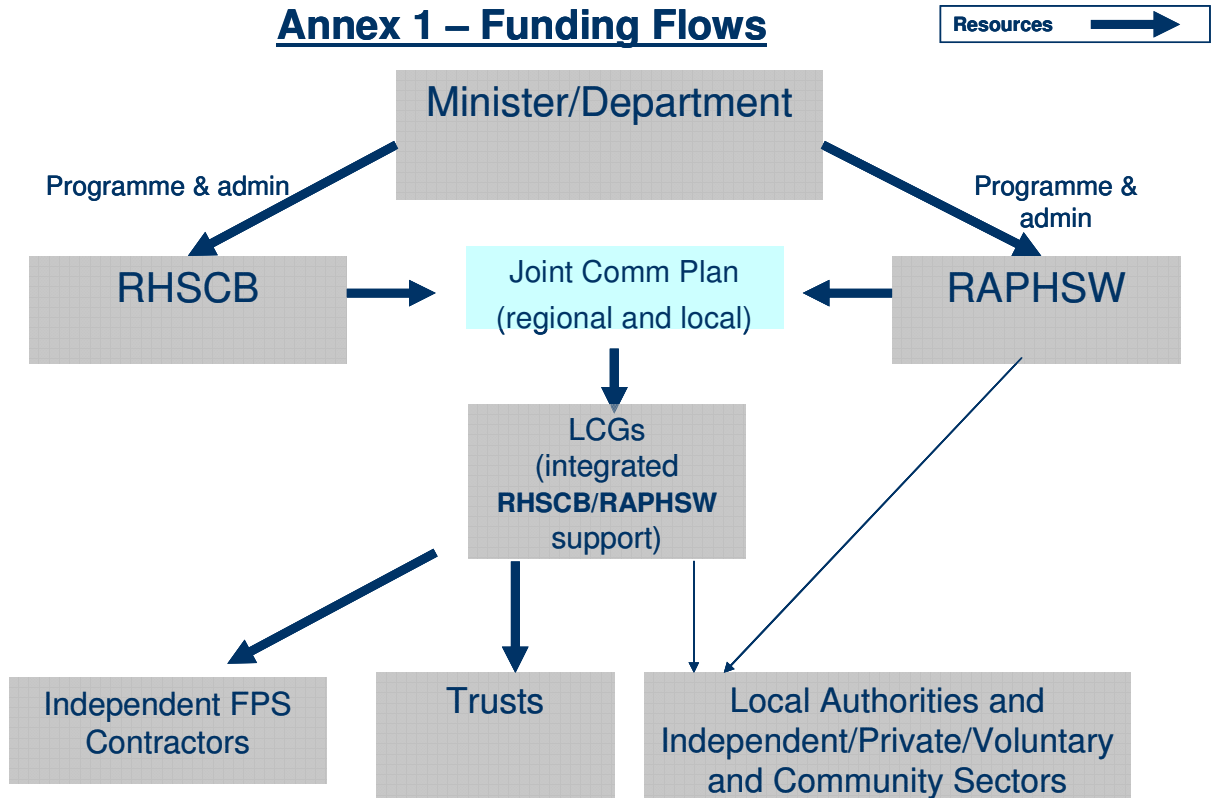 Annex 1 – Funding Flows
Resources
Minister/Department
Programme & admin
Programme &
admin
RHSCB
Joint Comm Plan
(regional and local)
RAPHSW
LCGs
(integrated
RHSCB/RAPHSW
support)
Independent FPS
Contractors
Trusts
Local Authorities and
Independent/Private/Voluntary
and Community Sectors